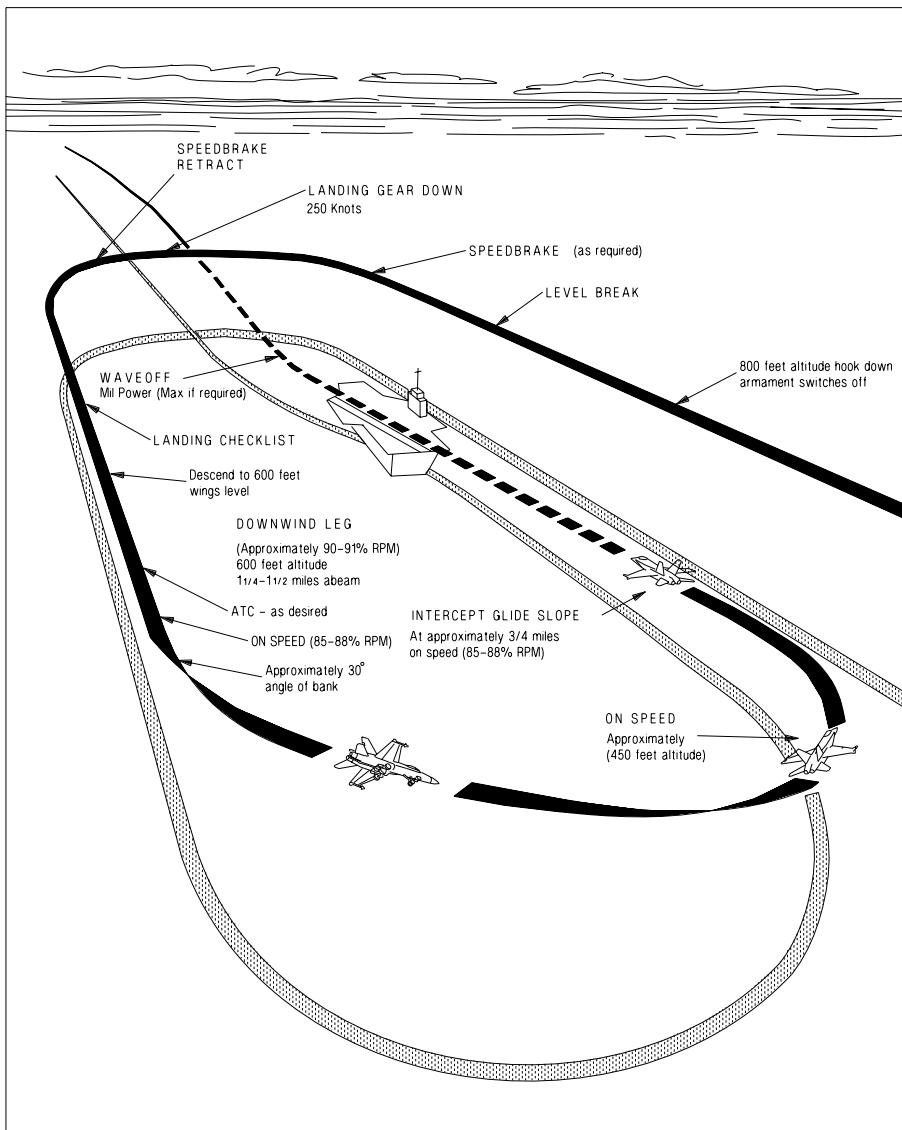 SPEEDBRAKE
RETRACT
LANDING GEAR DOWN
250 Knots
SPEEDBRAKE (as required)
LEVEL BREAK
800 feet altitude hook down
armament switches off
WAVEOFF
Mil Power (Max if required)
LANDING CHECKLIST
Descend to 600 feet
wings level
DOWNWIND LEG
(Approximately 90–91% RPM)
600 feet altitude
1 1/4–1 1/2 miles abeam
ATC – as desired
INTERCEPT GLIDE SLOPE
At approximately 3/4 miles
on speed (85–88% RPM)
ON SPEED (85–88% RPM)
Approximately 30°
angle of bank
ON SPEED
Approximately
(450 feet altitude)